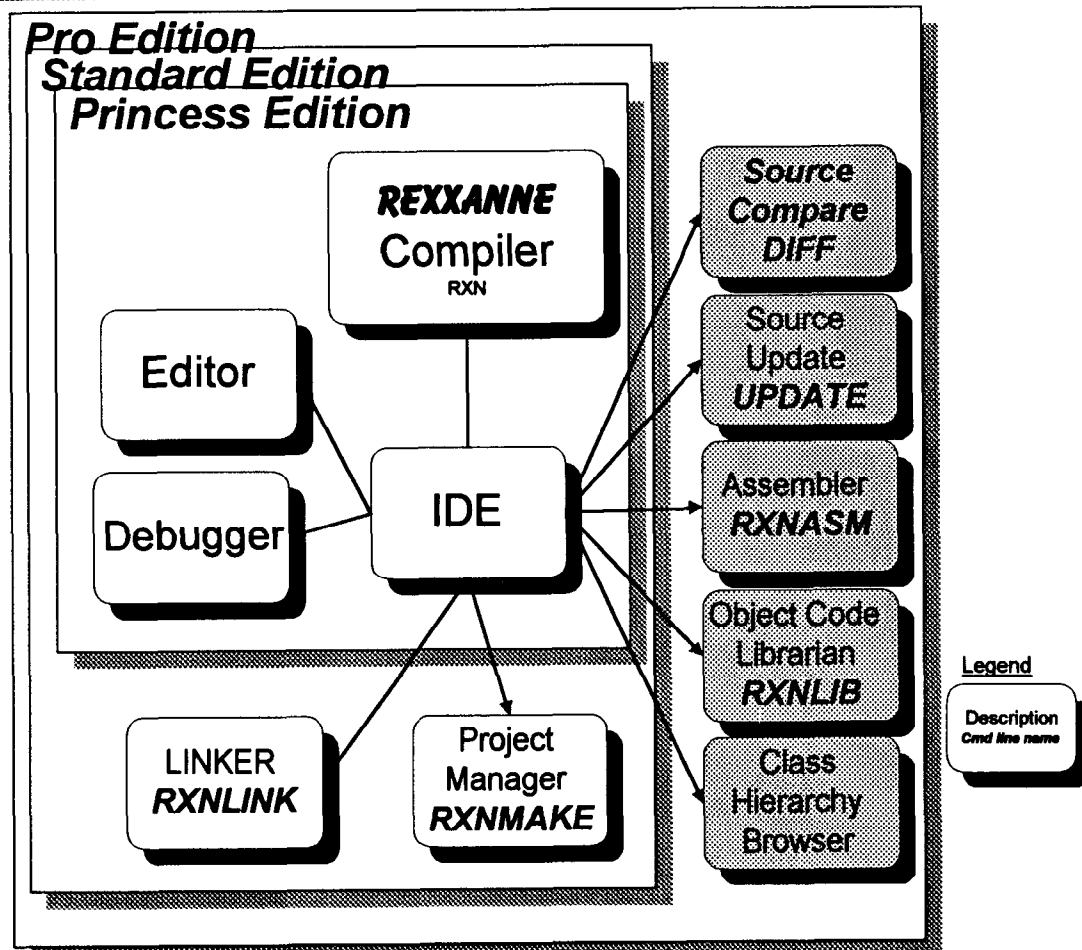 Pro Edition
Standard Edition
Princess Edition
REXXANNE
Compiler
RXN
Editor
Debugger
IDE
LINKER
RXNLINK
Project
Manager
RXNMAKE
Source
Compare
DIFF
Source
Update
UPDATE
Assembler
RXNASM
Object Code
Librarian
RXNLIB
Class
Hierarchy
Browser
Legend
Description
Cmd line name